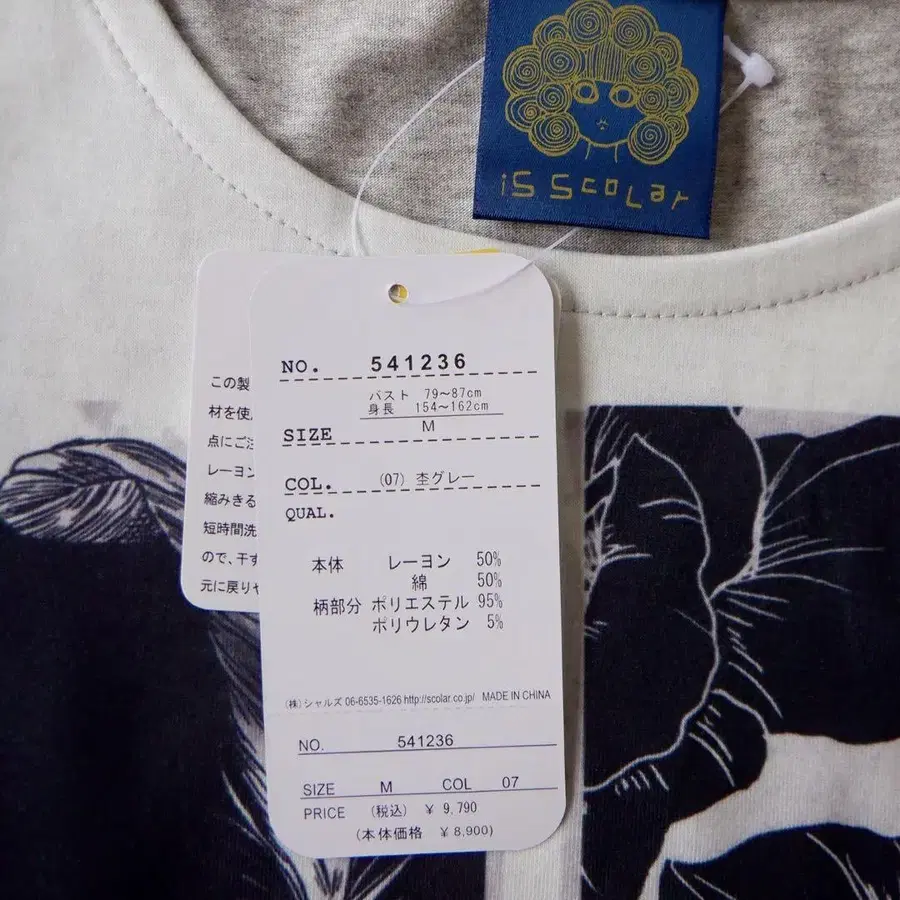 is scolar
この製
材を使
点にご注
レーヨン
縮みきる
短時間洗
ので、干す
元に戻りや
NO. 541236
バスト 79～87cm
身長 154～162cm
SIZE M
COL. (07) 杢グレー
QUAL.
本体 レーヨン 50%
綿 50%
柄部分 ポリエステル 95%
ポリウレタン 5%
(株)シャルズ 06-6535-1626 http://scolar.co.jp/ MADE IN CHINA
NO. 541236
SIZE M COL 07
PRICE (税込) ¥ 9,790
(本体価格 ¥ 8,900)